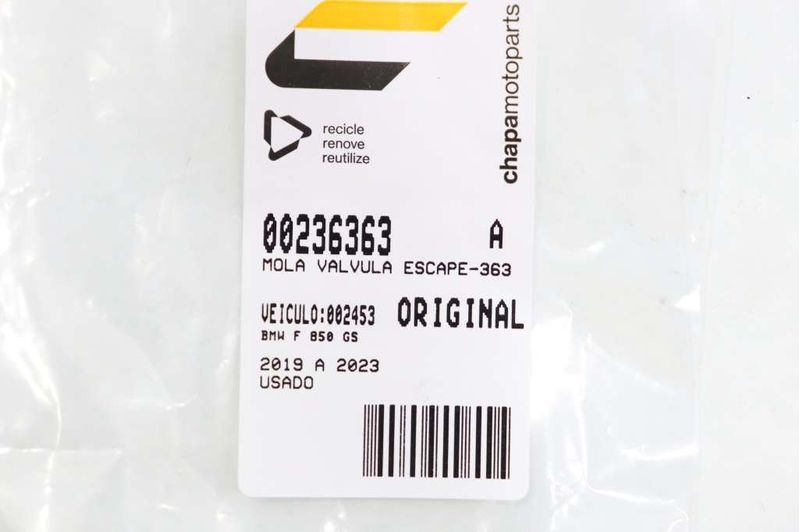 chapamotoparts
recicle
renove
reutilize
00236363 A
MOLA VALVULA ESCAPE-363
VEICULO:002453 ORIGINAL
BMW F 850 GS
2019 A 2023
USADO